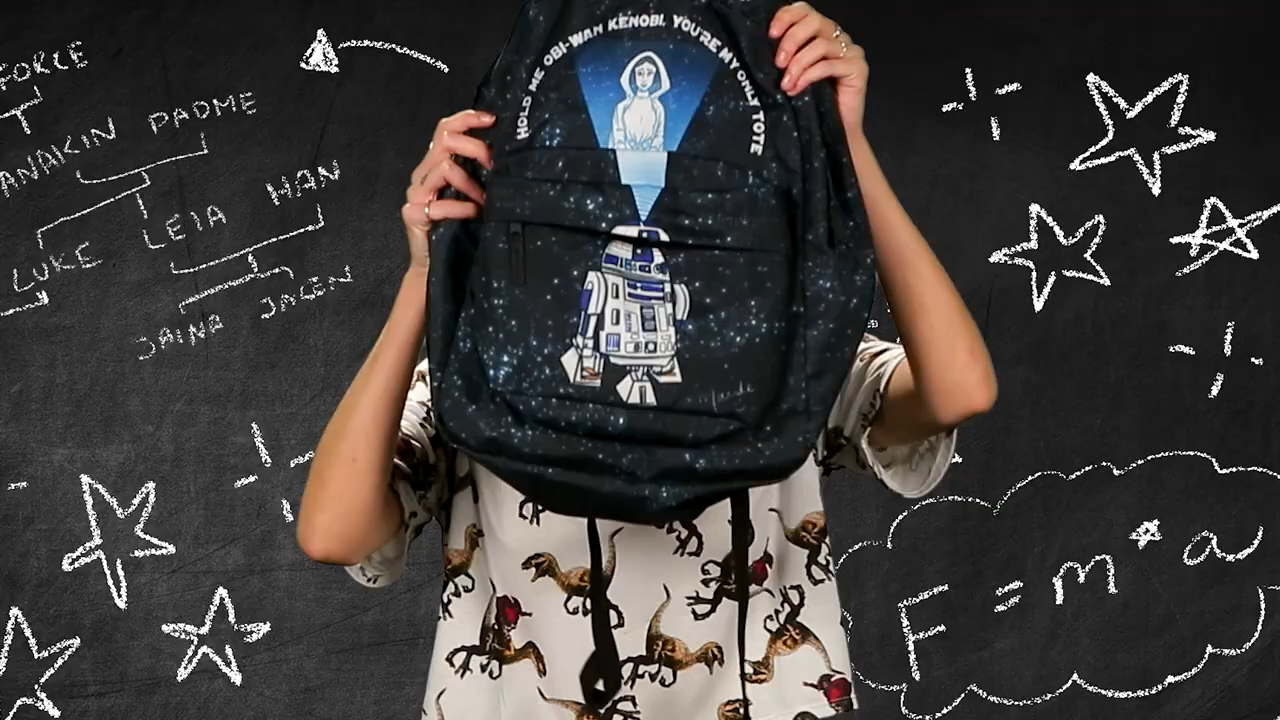 HOLD ME OBI-WAN KENOBI, YOU'RE MY ONLY TOTE
FORCE
ANAKIN PADME
HAN
LUKE LEIA
JAINA JACEN
F = m * a